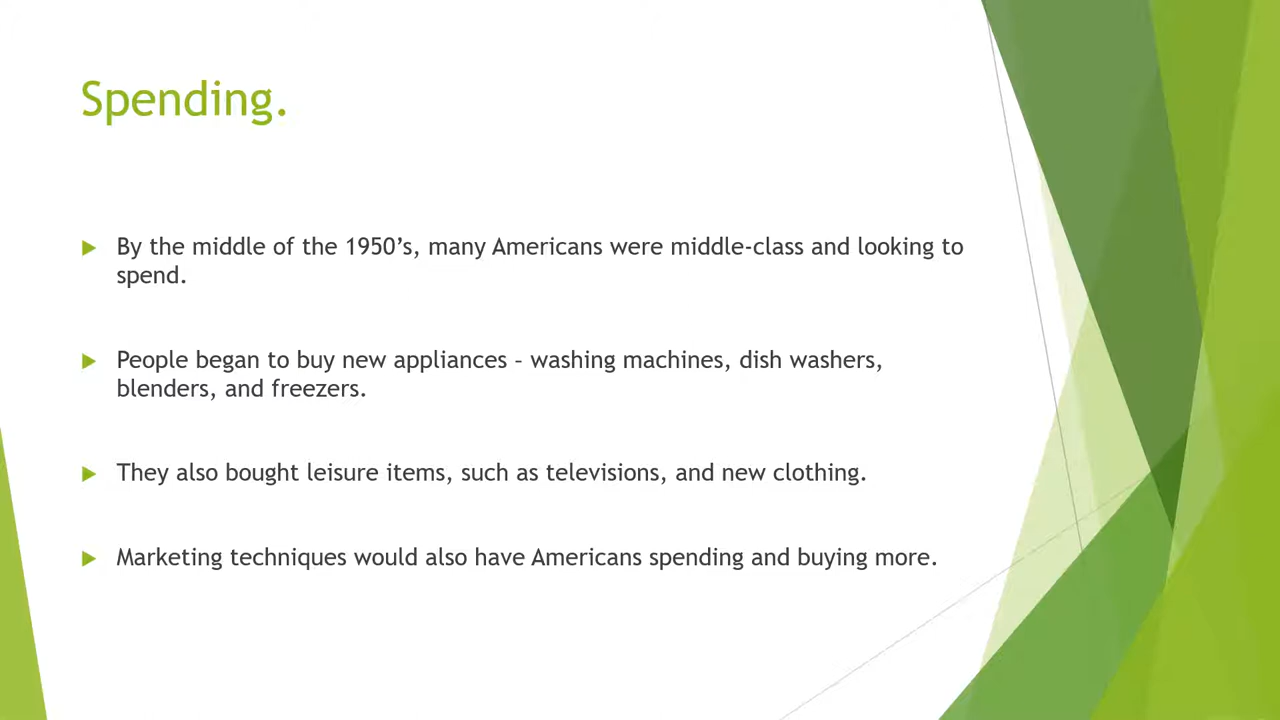 Spending.
By the middle of the 1950’s, many Americans were middle-class and looking to
spend.
People began to buy new appliances – washing machines, dish washers,
blenders, and freezers.
They also bought leisure items, such as televisions, and new clothing.
Marketing techniques would also have Americans spending and buying more.